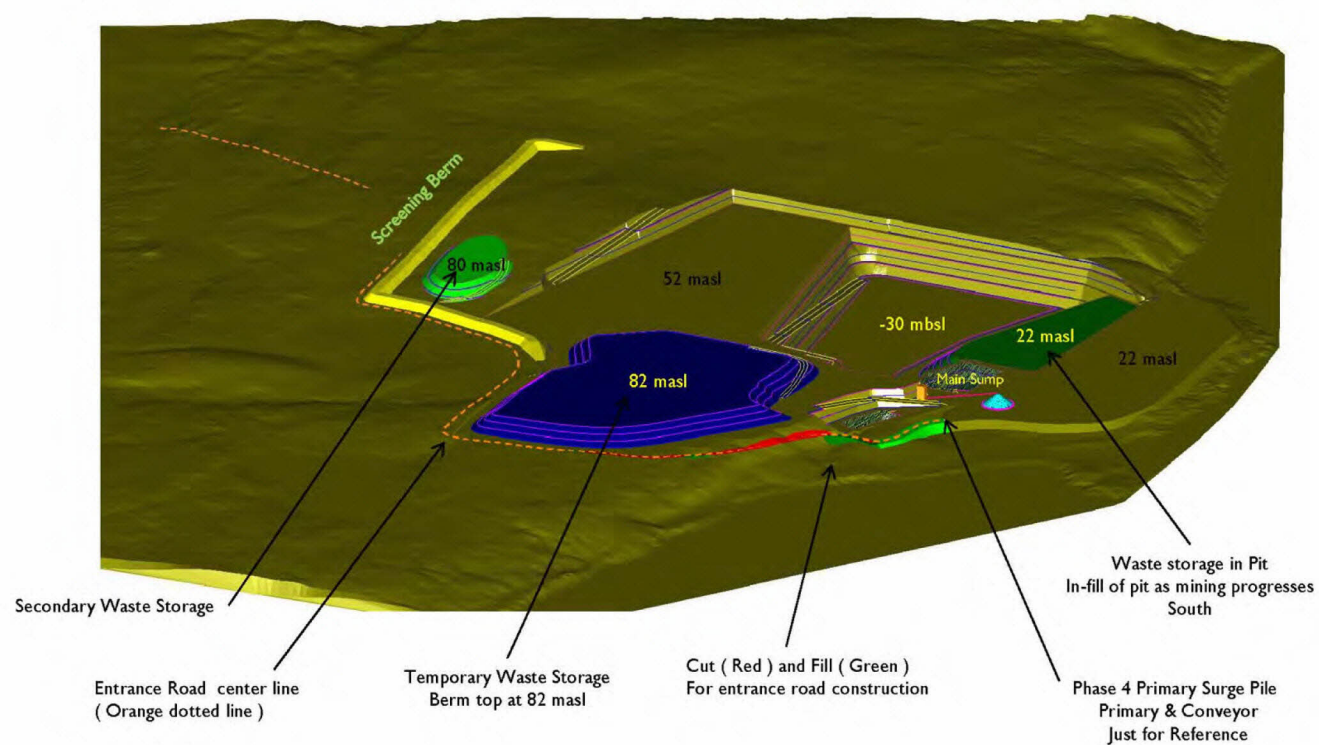 Screening Berm
80 masl
52 masl
-30 mbsl
22 masl
22 masl
82 masl
Main Sump
Secondary Waste Storage
Entrance Road center line
( Orange dotted line )
Temporary Waste Storage
Berm top at 82 masl
Cut ( Red ) and Fill ( Green )
For entrance road construction
Waste storage in Pit
In-fill of pit as mining progresses
South
Phase 4 Primary Surge Pile
Primary & Conveyor
Just for Reference